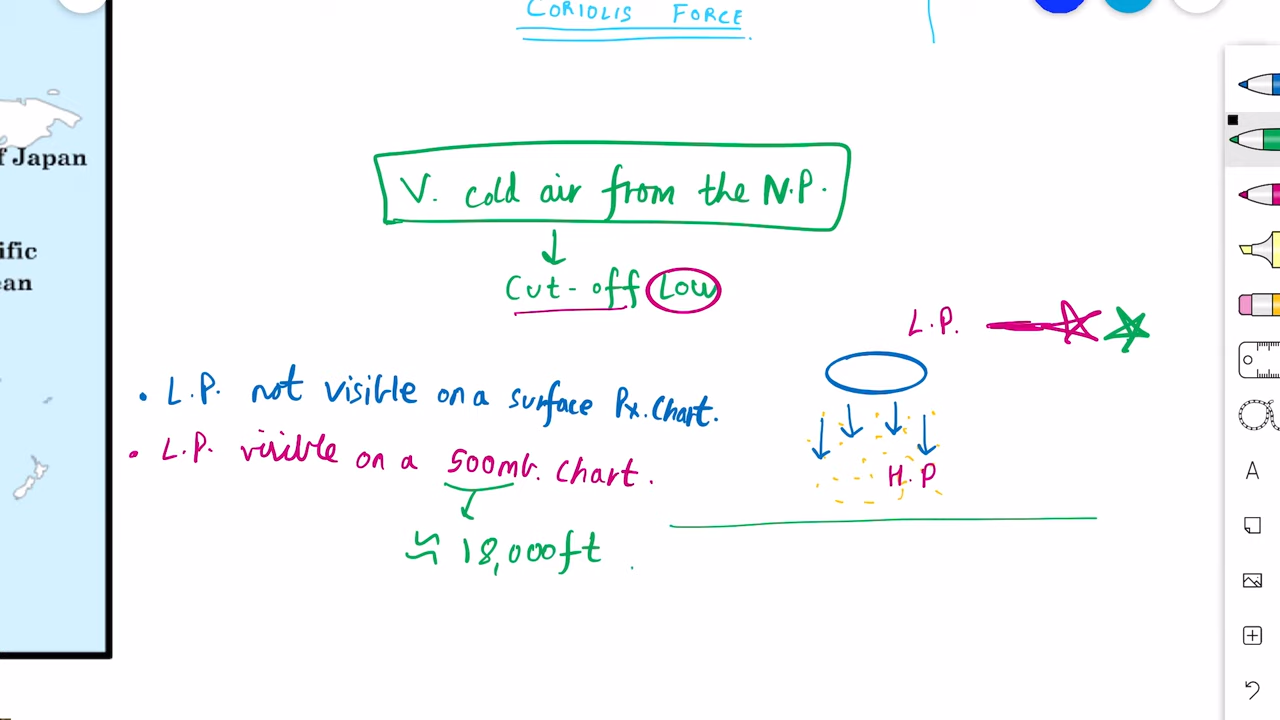 CORIOLIS FORCE
f Japan
V. cold air from the N.P.
ific
ean
Cut-off Low
L.P.
• L.P. not visible on a surface Px. Chart.
• L.P. visible on a 500mb. Chart.
H.P
≈ 18,000ft.
A